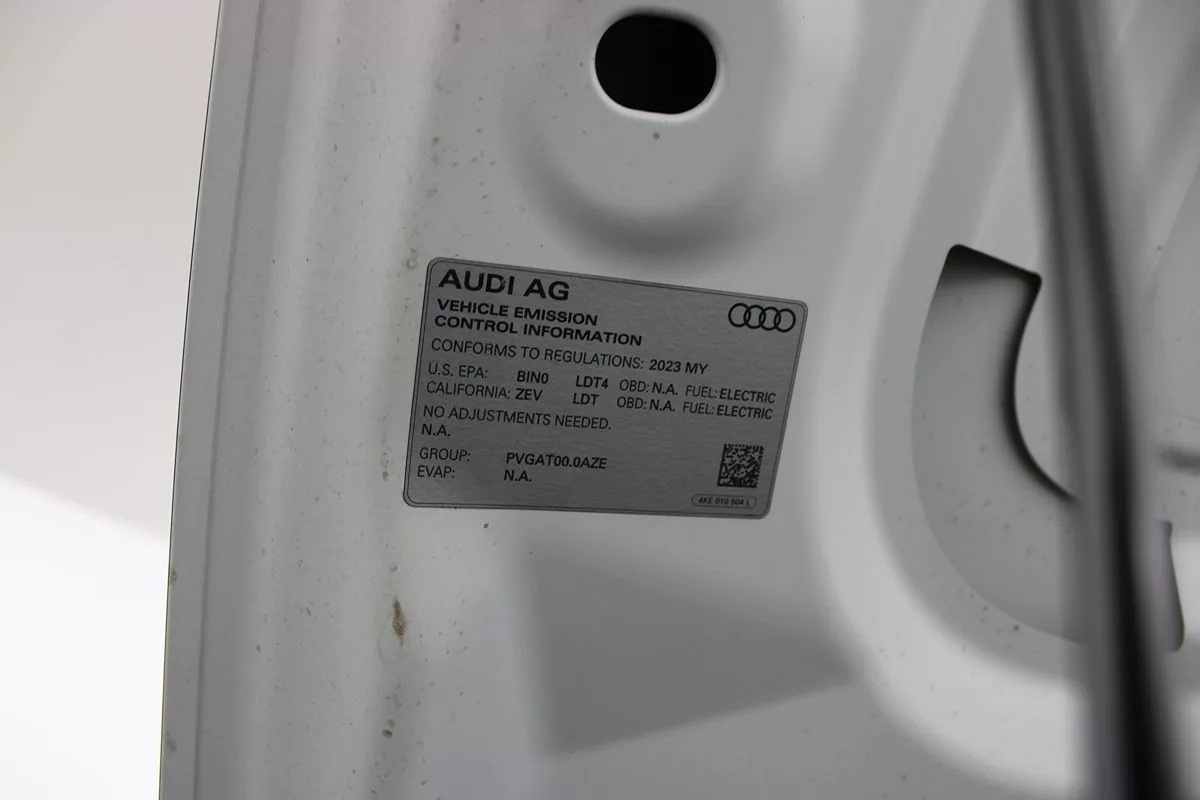 AUDI AG
VEHICLE EMISSION
CONTROL INFORMATION
CONFORMS TO REGULATIONS: 2023 MY
U.S. EPA: BIN0 LDT4 OBD: N.A. FUEL: ELECTRIC
CALIFORNIA: ZEV LDT OBD: N.A. FUEL: ELECTRIC
NO ADJUSTMENTS NEEDED.
N.A.
GROUP: PVGAT00.0AZE
EVAP: N.A.
4KE 010 504 L